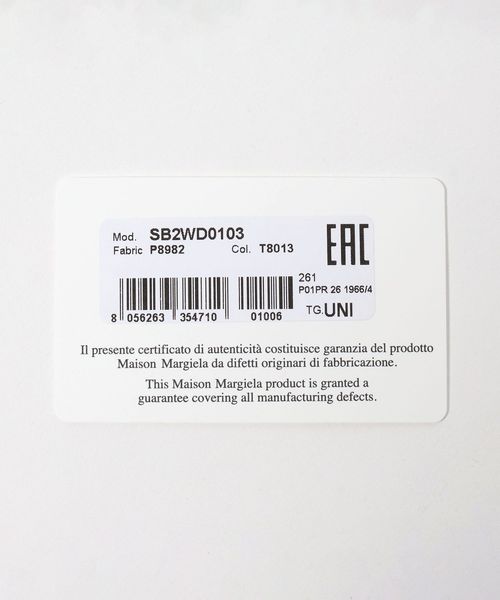 Mod. SB2WD0103
Fabric P8982 Col. T8013
EAC
261
P01PR 26 1966/4
8 056263 354710 01006
TG.UNI
Il presente certificato di autenticità costituisce garanzia del prodotto
Maison Margiela da difetti originari di fabbricazione.
This Maison Margiela product is granted a
guarantee covering all manufacturing defects.